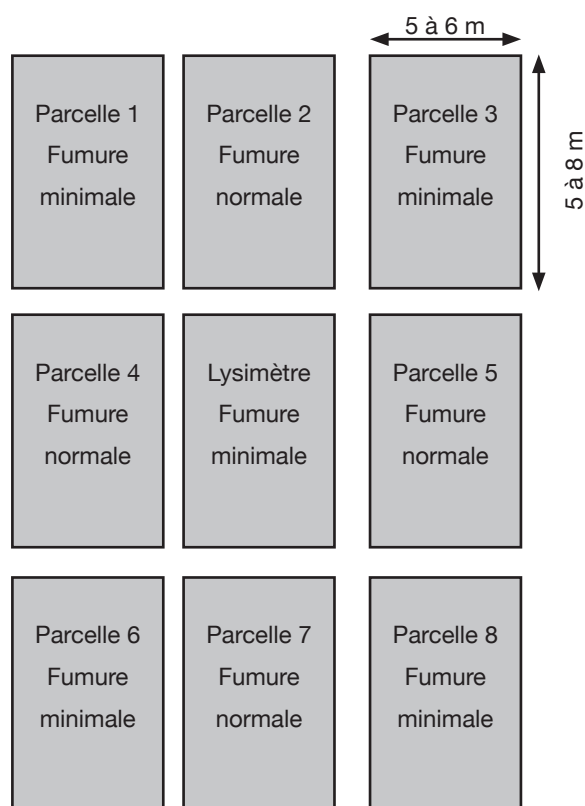 5 à 6 m
Parcelle 1
Fumure
minimale
Parcelle 2
Fumure
normale
Parcelle 3
Fumure
minimale
5 à 8 m
Parcelle 4
Fumure
normale
Lysimètre
Fumure
minimale
Parcelle 5
Fumure
normale
Parcelle 6
Fumure
minimale
Parcelle 7
Fumure
normale
Parcelle 8
Fumure
minimale